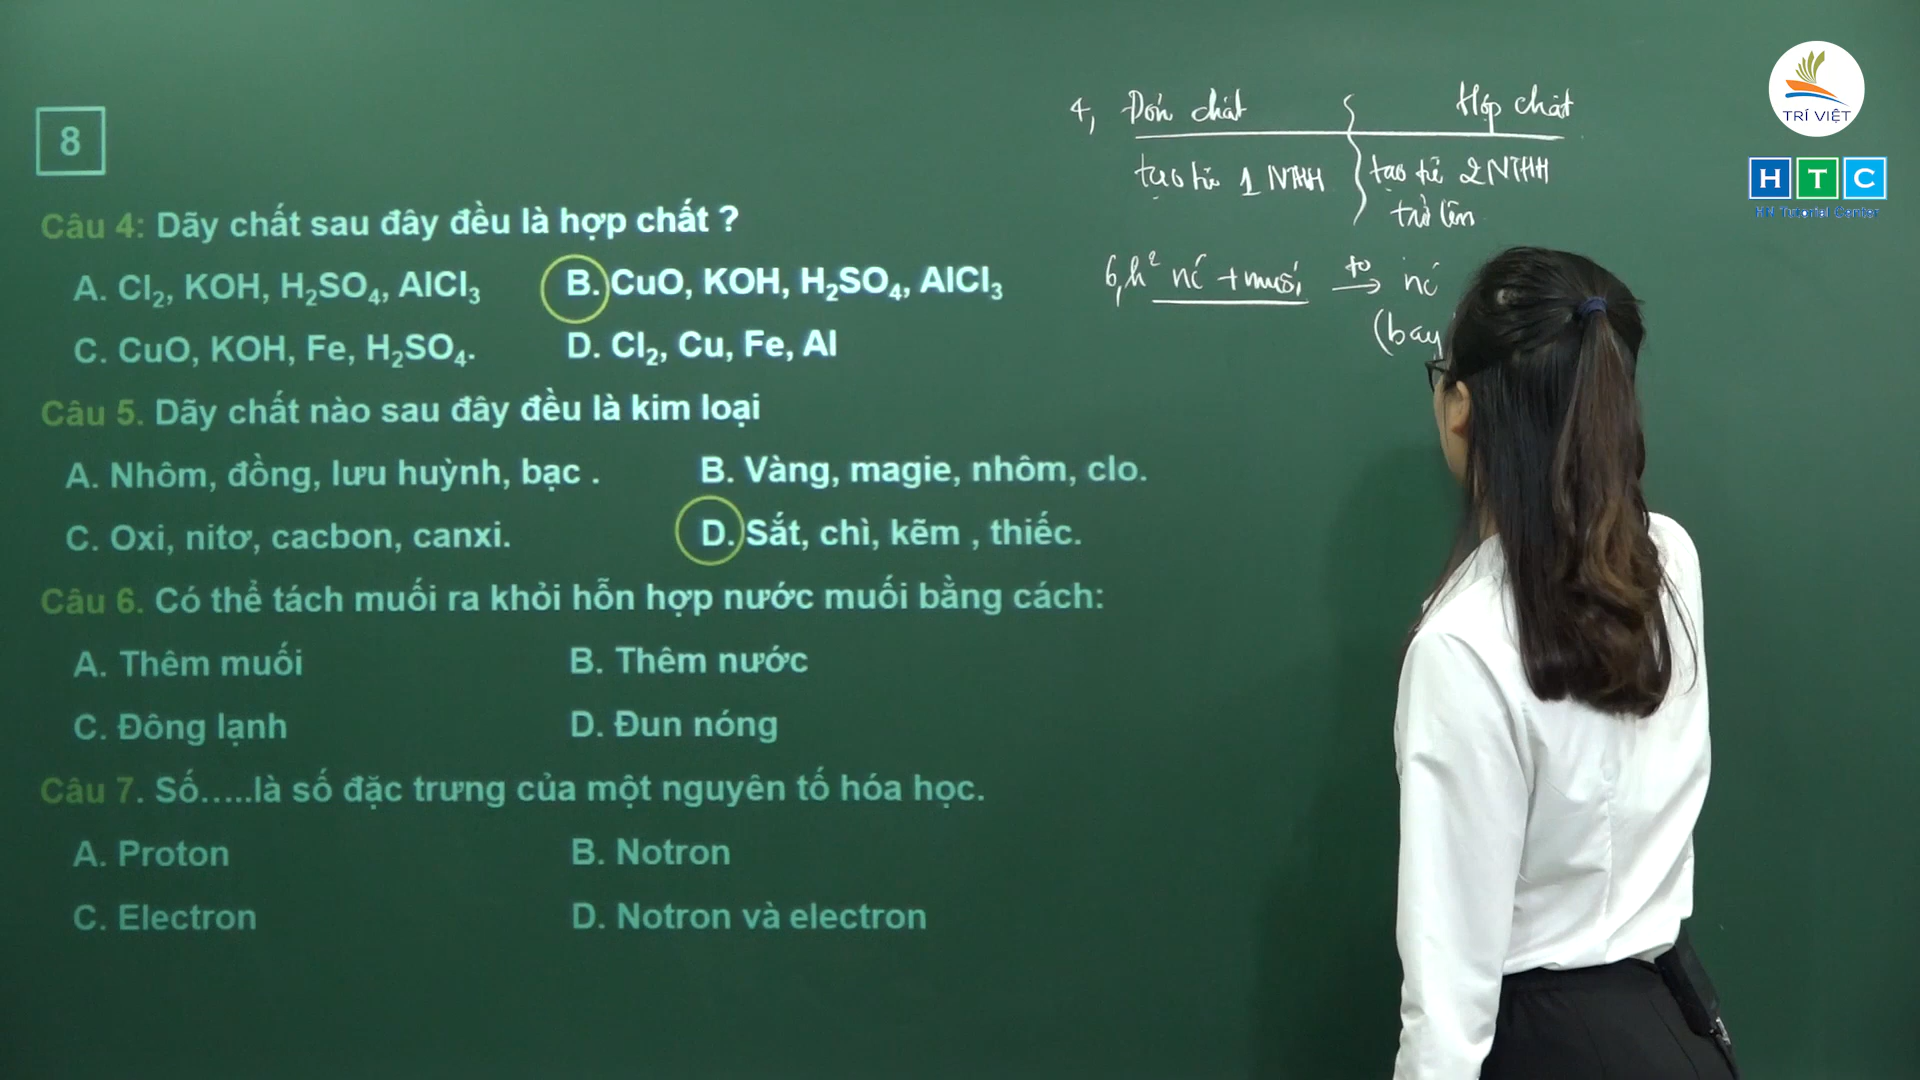 8
Câu 4: Dãy chất sau đây đều là hợp chất ?
A. Cl₂, KOH, H₂SO₄, AlCl₃
B. CuO, KOH, H₂SO₄, AlCl₃
C. CuO, KOH, Fe, H₂SO₄.
D. Cl₂, Cu, Fe, Al
Câu 5. Dãy chất nào sau đây đều là kim loại
A. Nhôm, đồng, lưu huỳnh, bạc .
B. Vàng, magie, nhôm, clo.
C. Oxi, nitơ, cacbon, canxi.
D. Sắt, chì, kẽm , thiếc.
Câu 6. Có thể tách muối ra khỏi hỗn hợp nước muối bằng cách:
A. Thêm muối
B. Thêm nước
C. Đông lạnh
D. Đun nóng
Câu 7. Số.....là số đặc trưng của một nguyên tố hóa học.
A. Proton
B. Notron
C. Electron
D. Notron và electron
4, Đơn chất
Hợp chất
tạo từ 1 NTHH
tạo từ 2 NTHH
trở lên
6, h² nc + muối →
t° nc
(bay
TRÍ VIỆT
HTC
HN Tutorial Center